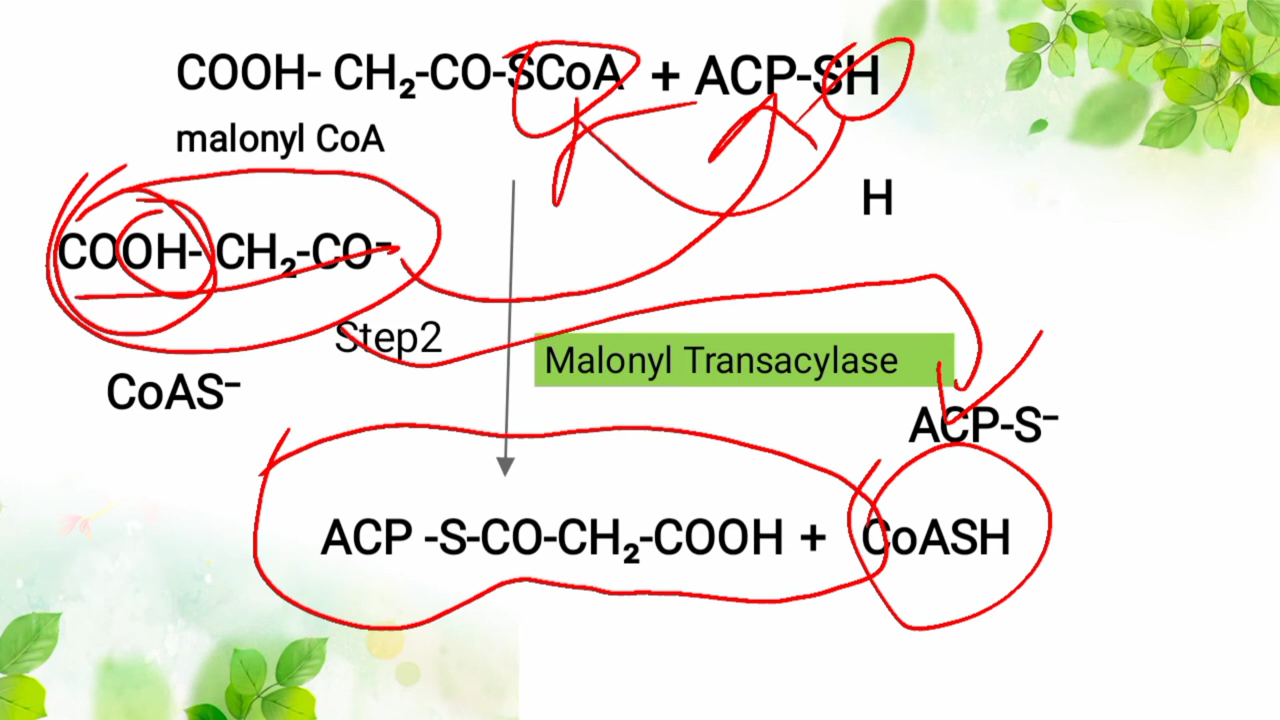 COOH- CH₂-CO-SCoA + ACP-SH
malonyl CoA
H
COOH- CH₂-CO⁻
Step2
Malonyl Transacylase
CoAS⁻
ACP-S⁻
ACP -S-CO-CH₂-COOH + CoASH